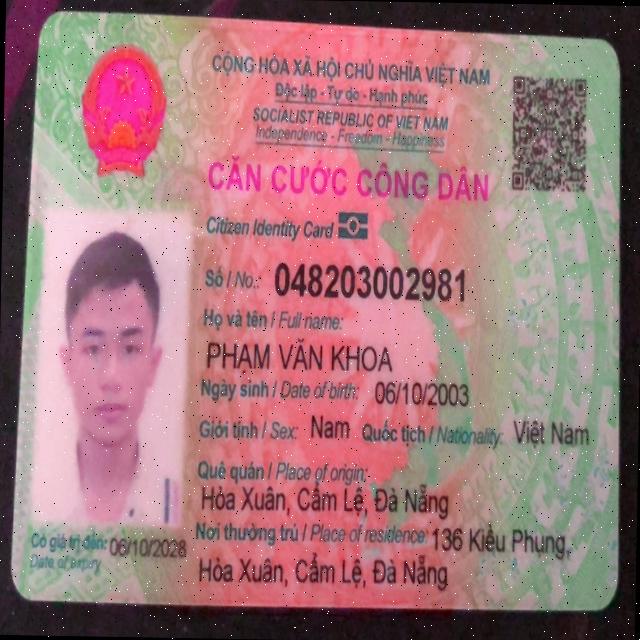 CỘNG HÒA XÃ HỘI CHỦ NGHĨA VIỆT NAM
Độc lập - Tự do - Hạnh phúc
SOCIALIST REPUBLIC OF VIET NAM
Independence - Freedom - Happiness
CĂN CƯỚC CÔNG DÂN
Citizen Identity Card
Số / No.: 048203002981
Họ và tên / Full name:
PHẠM VĂN KHOA
Ngày sinh / Date of birth: 06/10/2003
Giới tính / Sex: Nam Quốc tịch / Nationality: Việt Nam
Quê quán / Place of origin:
Hòa Xuân, Cẩm Lệ, Đà Nẵng
Nơi thường trú / Place of residence: 136 Kiều Phụng,
Hòa Xuân, Cẩm Lệ, Đà Nẵng
Có giá trị đến: 06/10/2028
Date of expiry